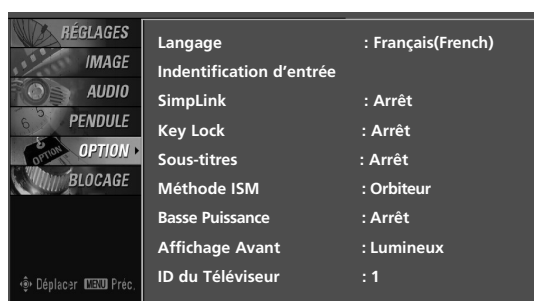 RÉGLAGES
IMAGE
AUDIO
PENDULE
OPTION
BLOCAGE
Déplacer MENU Préc.
Langage : Français(French)
Indentification d'entrée
SimpLink : Arrêt
Key Lock : Arrêt
Sous-titres : Arrêt
Méthode ISM : Orbiteur
Basse Puissance : Arrêt
Affichage Avant : Lumineux
ID du Téléviseur : 1